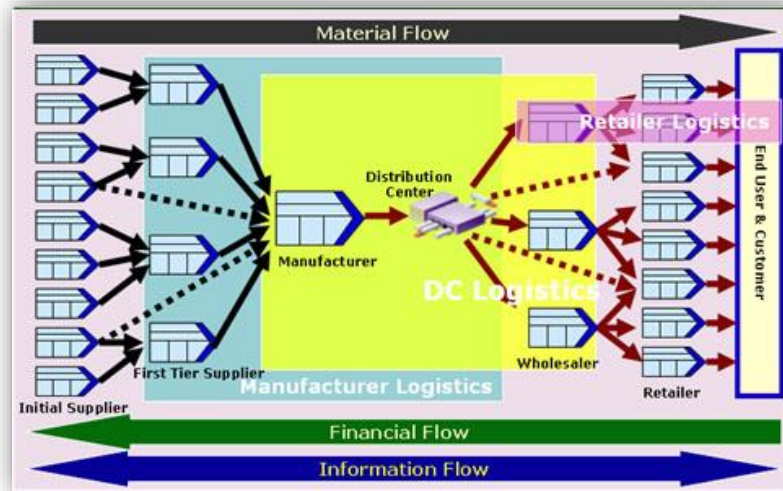 Material Flow
Retailer Logistics
Distribution
Center
Manufacturer
DC Logistics
Wholesaler
First Tier Supplier
Manufacturer Logistics
Initial Supplier
Retailer
End User & Customer
Financial Flow
Information Flow